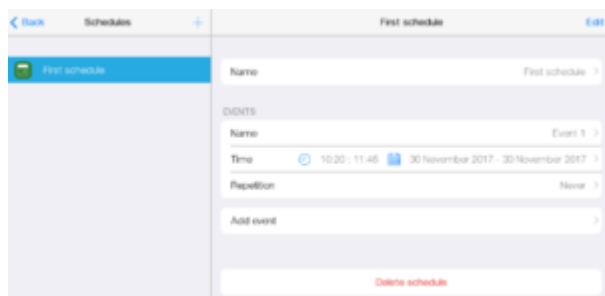 Back Schedules +
First schedule Edit
First schedule
Name First schedule
EVENTS
Name Event 1
Time 10:20 | 11:46 30 November 2017 - 30 November 2017
Repetition Never
Add event
Delete schedule